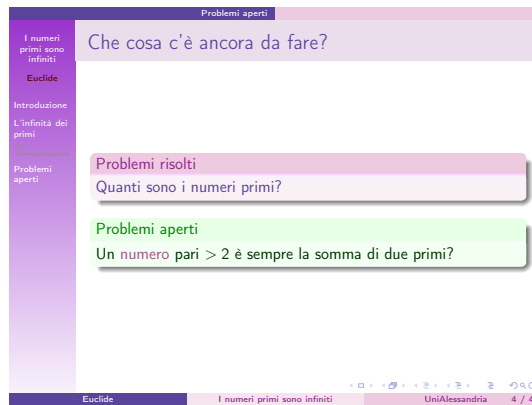 Problemi aperti
I numeri
primi sono
infiniti
Euclide
Introduzione
L'infinità dei
primi
Problemi
aperti
Che cosa c'è ancora da fare?
Problemi risolti
Quanti sono i numeri primi?
Problemi aperti
Un numero pari > 2 è sempre la somma di due primi?
Euclide I numeri primi sono infiniti UniAlessandria 4 / 4